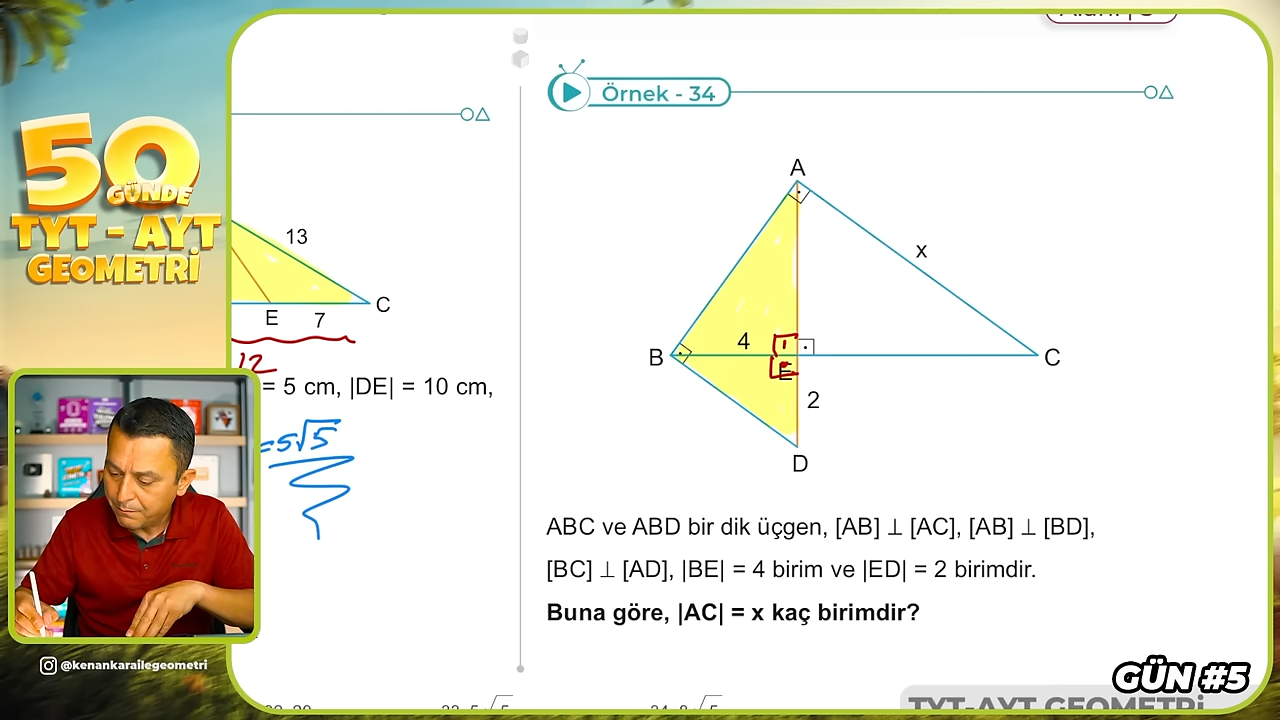 50
GÜNDE
TYT - AYT
GEOMETRİ
13
E
7
C
12
= 5 cm, |DE| = 10 cm,
=5√5
Örnek - 34
A
x
B
4
E
C
2
D
ABC ve ABD bir dik üçgen, [AB] ⊥ [AC], [AB] ⊥ [BD],
[BC] ⊥ [AD], |BE| = 4 birim ve |ED| = 2 birimdir.
Buna göre, |AC| = x kaç birimdir?
@kenankarailegeometri
GÜN #5
TYT-AYT GEOMETRİ